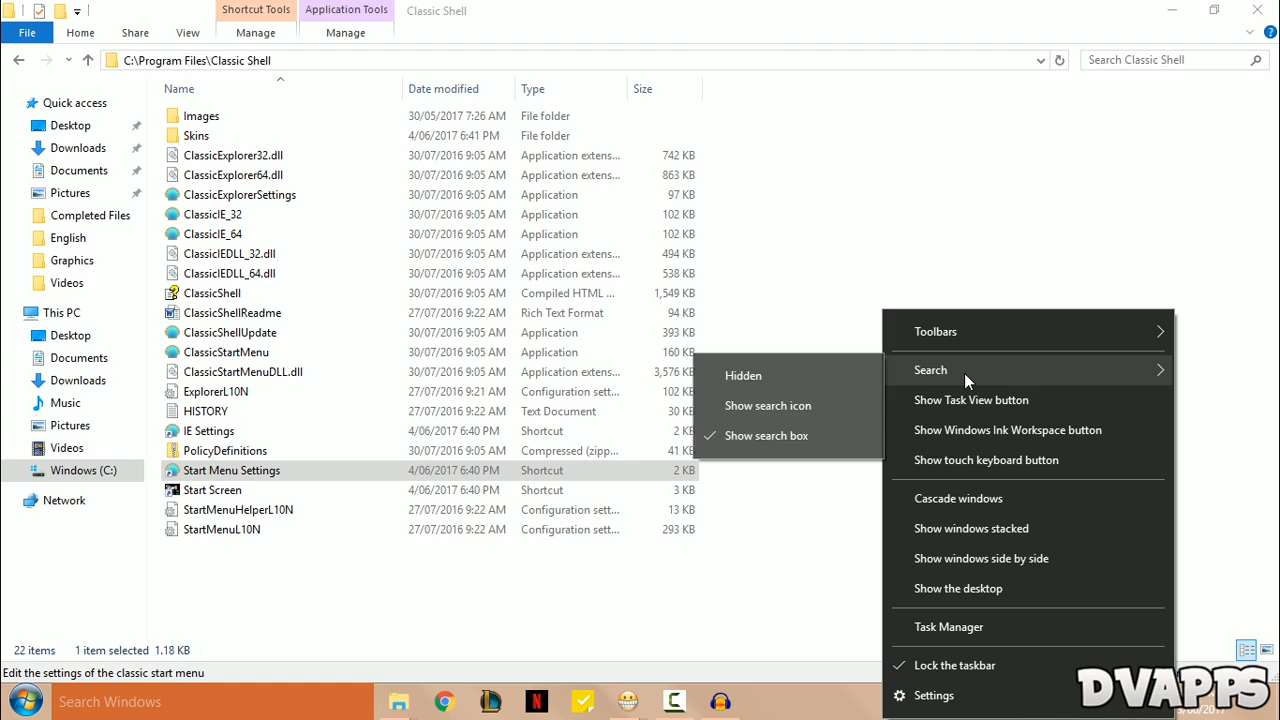 Shortcut Tools
Application Tools
Classic Shell
File
Home
Share
View
Manage
Manage
C:\Program Files\Classic Shell
Search Classic Shell
Name
Date modified
Type
Size
Quick access
Desktop
Downloads
Documents
Pictures
Completed Files
English
Graphics
Videos
This PC
Desktop
Documents
Music
Pictures
Videos
Windows (C:)
Network
Images 30/05/2017 7:26 AM File folder
Skins 4/06/2017 6:41 PM File folder
ClassicExplorer32.dll 30/07/2016 9:05 AM Application extens... 742 KB
ClassicExplorer64.dll 30/07/2016 9:05 AM Application extens... 863 KB
ClassicExplorerSettings 30/07/2016 9:05 AM Application 97 KB
ClassicIE_32 30/07/2016 9:05 AM Application 102 KB
ClassicIE_64 30/07/2016 9:05 AM Application 102 KB
ClassicIEDLL_32.dll 30/07/2016 9:05 AM Application extens... 494 KB
ClassicIEDLL_64.dll 30/07/2016 9:05 AM Application extens... 538 KB
ClassicShell 30/07/2016 9:05 AM Compiled HTML ... 1,549 KB
ClassicShellReadme 27/07/2016 9:22 AM Rich Text Format 94 KB
ClassicShellUpdate 30/07/2016 9:05 AM Application 393 KB
ClassicStartMenu 30/07/2016 9:05 AM Application 160 KB
ClassicStartMenuDLL.dll 30/07/2016 9:05 AM Application extens... 3,576 KB
ExplorerL10N 27/07/2016 9:22 AM Configuration sett... 102 KB
HISTORY 27/07/2016 9:22 AM Text Document 30 KB
IE Settings 4/06/2017 6:40 PM Shortcut 2 KB
PolicyDefinitions 27/07/2016 9:22 AM Compressed (zipp... 41 KB
Start Menu Settings 4/06/2017 6:40 PM Shortcut 2 KB
Start Screen 4/06/2017 6:40 PM Shortcut 3 KB
StartMenuHelperL10N 27/07/2016 9:22 AM Configuration sett... 13 KB
StartMenuL10N 27/07/2016 9:22 AM Configuration sett... 293 KB
Hidden
Show search icon
Show search box
Toolbars
Search
Show Task View button
Show Windows Ink Workspace button
Show touch keyboard button
Cascade windows
Show windows stacked
Show windows side by side
Show the desktop
Task Manager
Lock the taskbar
Settings
22 items
1 item selected 1.18 KB
Edit the settings of the classic start menu
Search Windows
DVAPPS